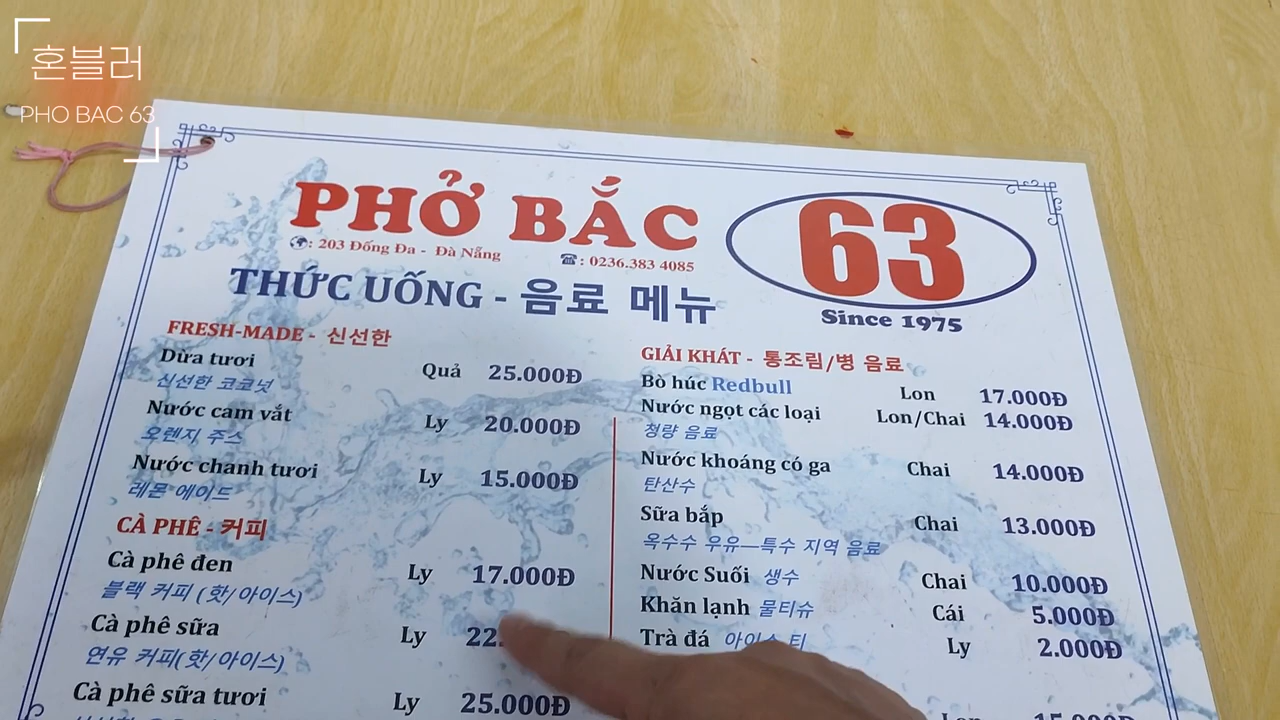 혼블러
PHO BAC 63
PHỞ BẮC 63
: 203 Đống Đa - Đà Nẵng
: 0236.383 4085
Since 1975
THỨC UỐNG - 음료 메뉴
FRESH-MADE - 신선한
Dừa tươi Quả 25.000Đ
신선한 코코넛
Nước cam vắt Ly 20.000Đ
오렌지 주스
Nước chanh tươi Ly 15.000Đ
레몬 에이드
CÀ PHÊ - 커피
Cà phê đen Ly 17.000Đ
블랙 커피 (핫/아이스)
Cà phê sữa Ly 22.
연유 커피(핫/아이스)
Cà phê sữa tươi Ly 25.000Đ
GIẢI KHÁT - 통조림/병 음료
Bò húc Redbull Lon 17.000Đ
Nước ngọt các loại Lon/Chai 14.000Đ
청량 음료
Nước khoáng có ga Chai 14.000Đ
탄산수
Sữa bắp Chai 13.000Đ
옥수수 우유—특수 지역 음료
Nước Suối 생수 Chai 10.000Đ
Khăn lạnh 물티슈 Cái 5.000Đ
Trà đá 아이스 티 Ly 2.000Đ